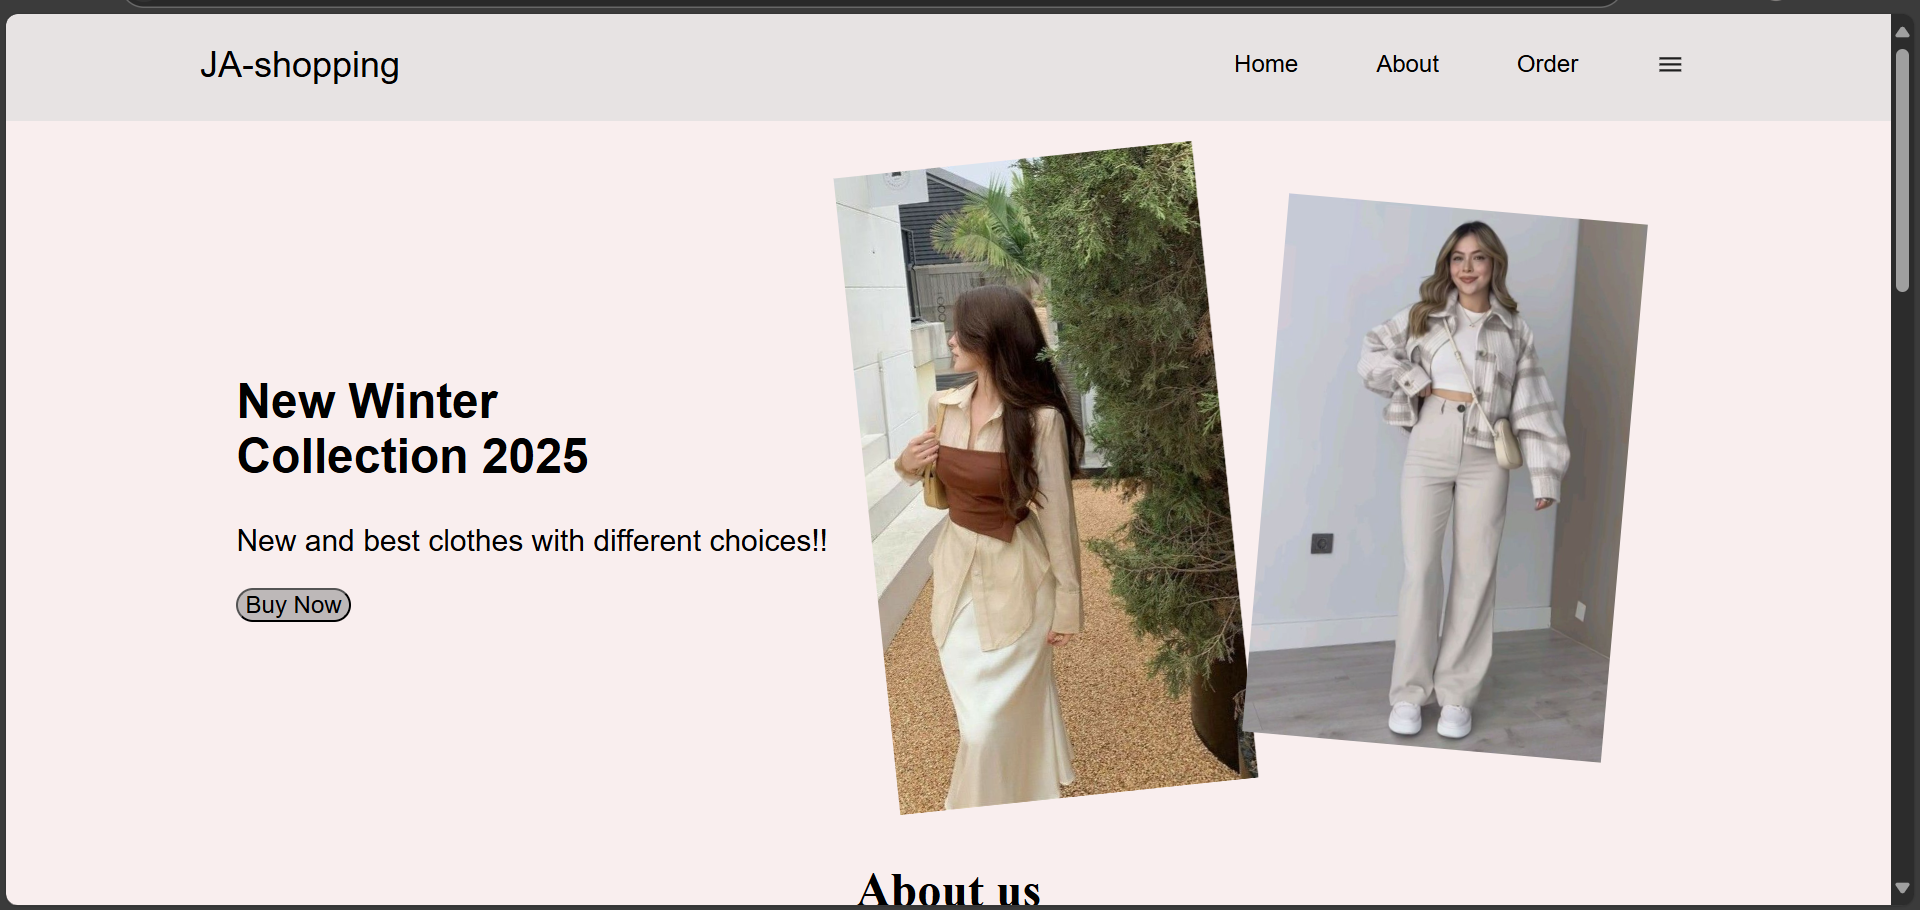 JA-shopping
Home
About
Order
New Winter
Collection 2025
New and best clothes with different choices!!
Buy Now
About us